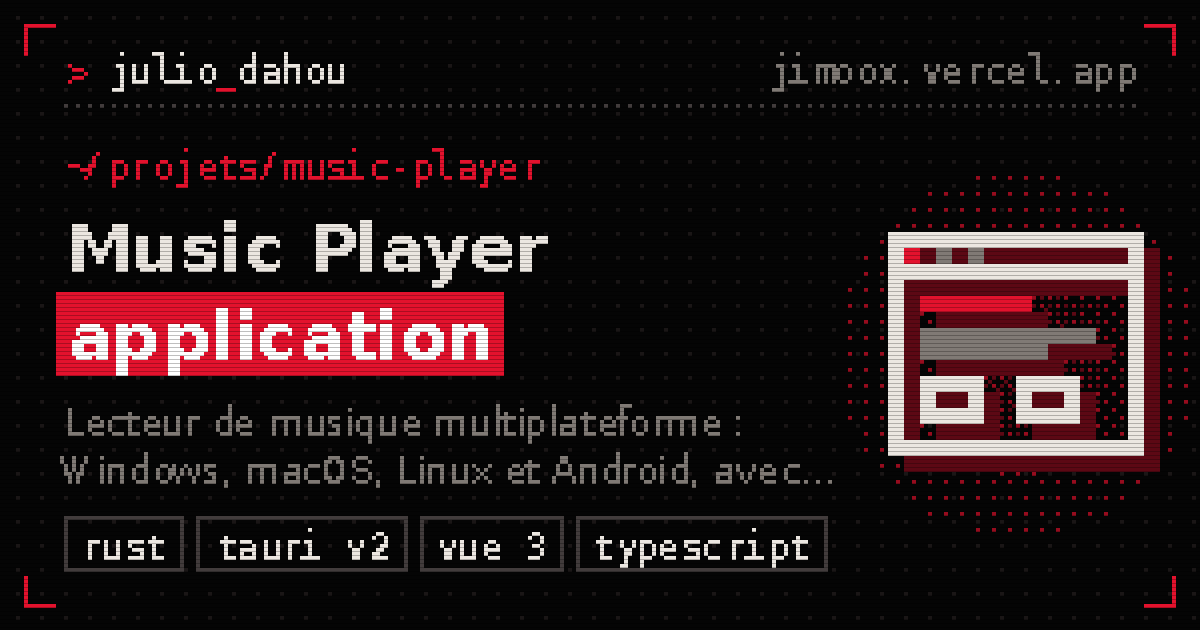 > julio_dahou
jimoox.vercel.app
~/projets/music-player
Music Player
application
Lecteur de musique multiplateforme :
Windows, macOS, Linux et Android, avec...
rust
tauri v2
vue 3
typescript